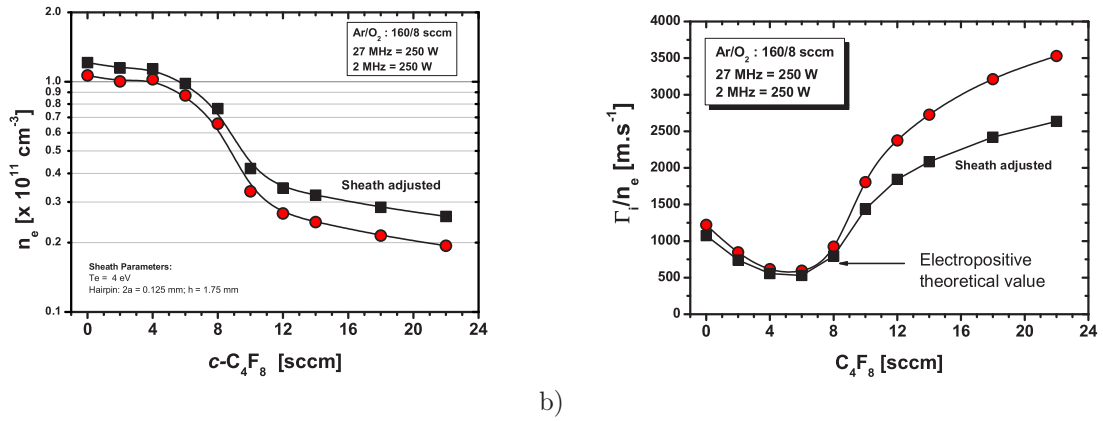 2.0
1.0
0.9
0.8
0.7
0.6
0.5
0.4
0.3
0.2
0.1
nₑ [x 10¹¹ cm⁻³]
Ar/O₂ : 160/8 sccm
27 MHz = 250 W
2 MHz = 250 W
Sheath adjusted
Sheath Parameters:
Te = 4 eV
Hairpin: 2a = 0.125 mm; h = 1.75 mm
0 4 8 12 16 20 24
c-C₄F₈ [sccm]
4000
3500
3000
2500
2000
1500
1000
500
0
Γᵢ/nₑ [m.s⁻¹]
Ar/O₂ : 160/8 sccm
27 MHz = 250 W
2 MHz = 250 W
Sheath adjusted
Electropositive
theoretical value
0 4 8 12 16 20 24
C₄F₈ [sccm]
b)